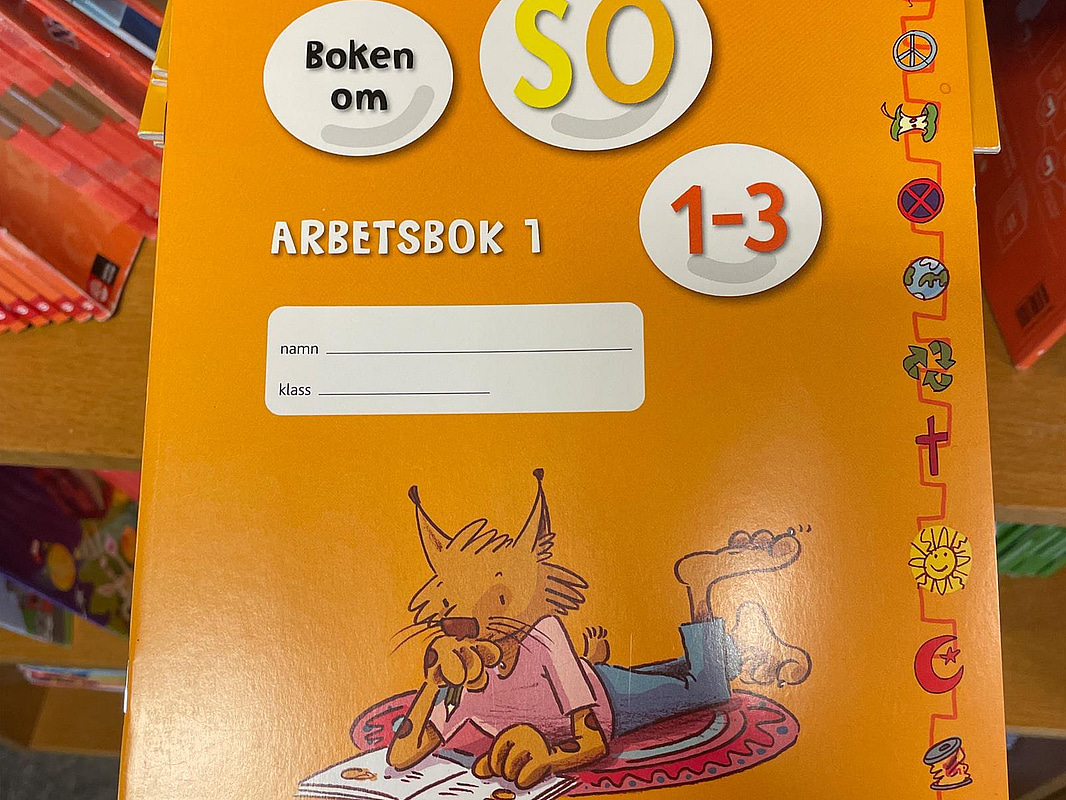 Boken
om
SO
1-3
ARBETSBOK 1
namn
klass